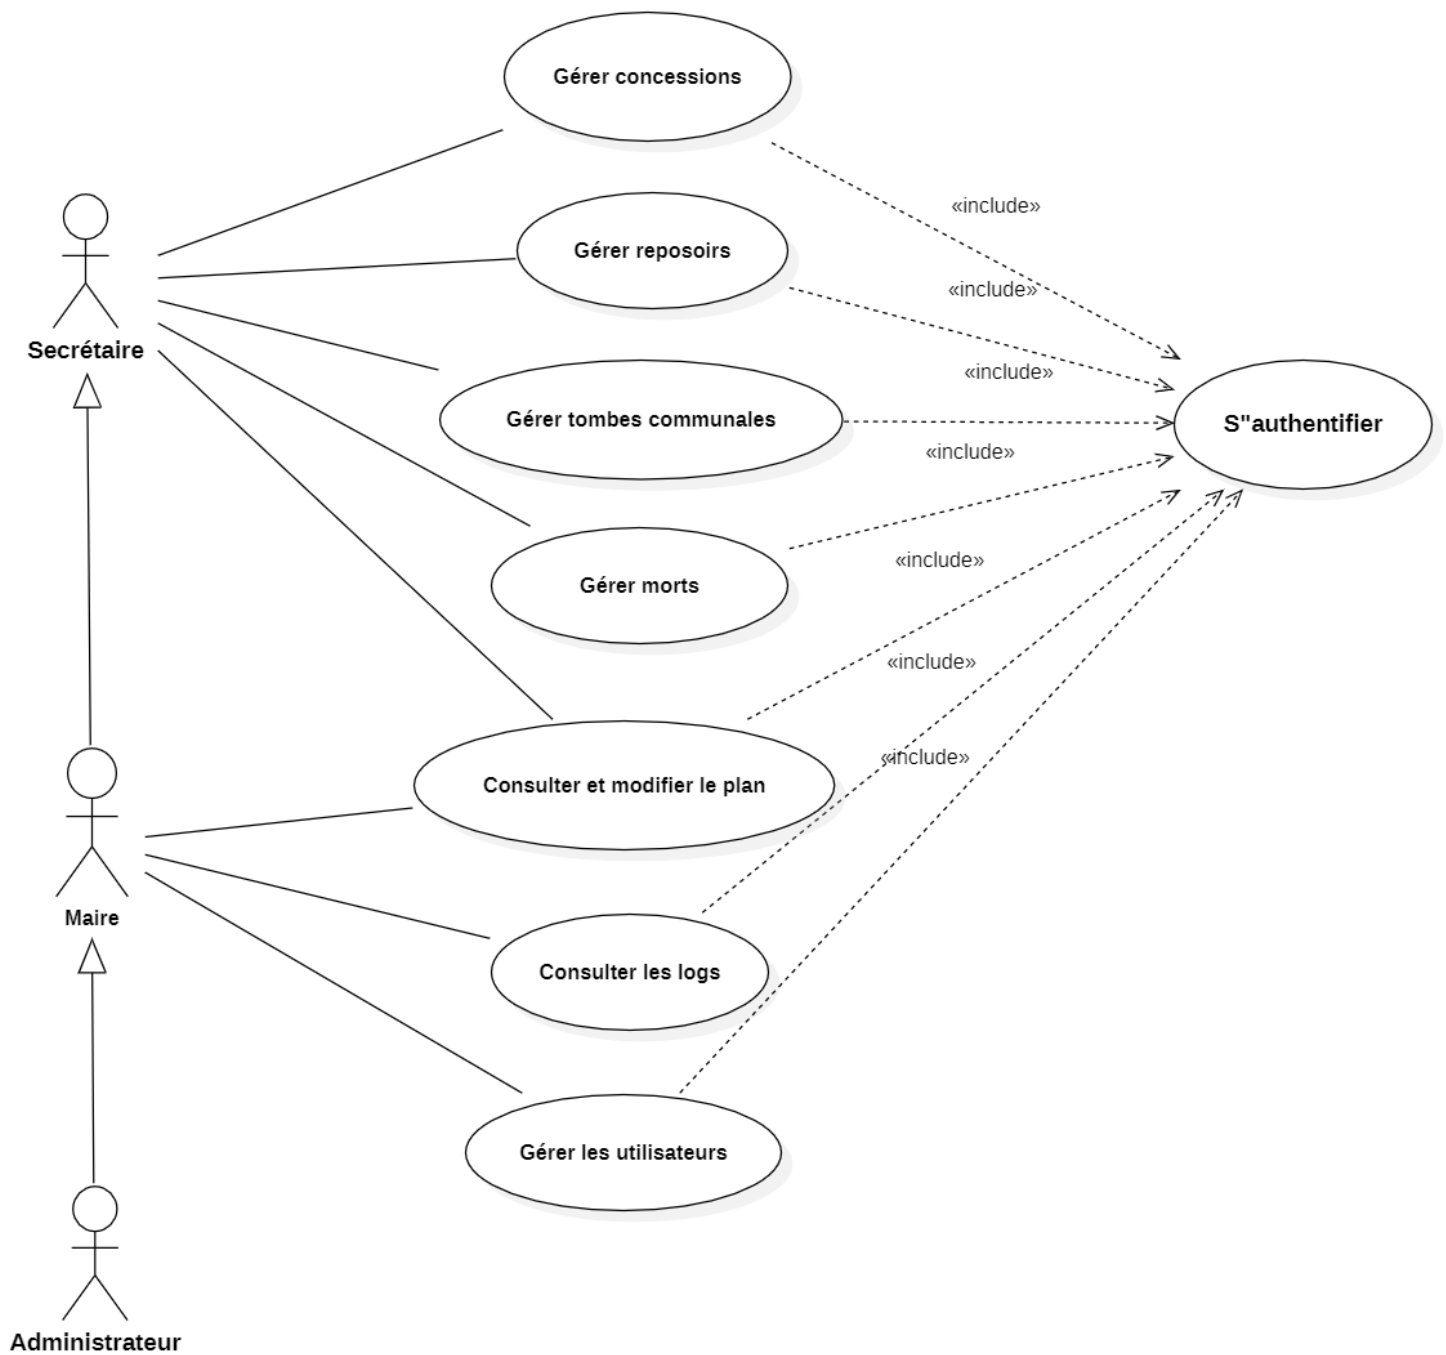 Gérer concessions
«include»
Gérer reposoirs
«include»
Secrétaire
«include»
Gérer tombes communales
S"authentifier
«include»
«include»
Gérer morts
«include»
«include»
Consulter et modifier le plan
Maire
Consulter les logs
Gérer les utilisateurs
Administrateur